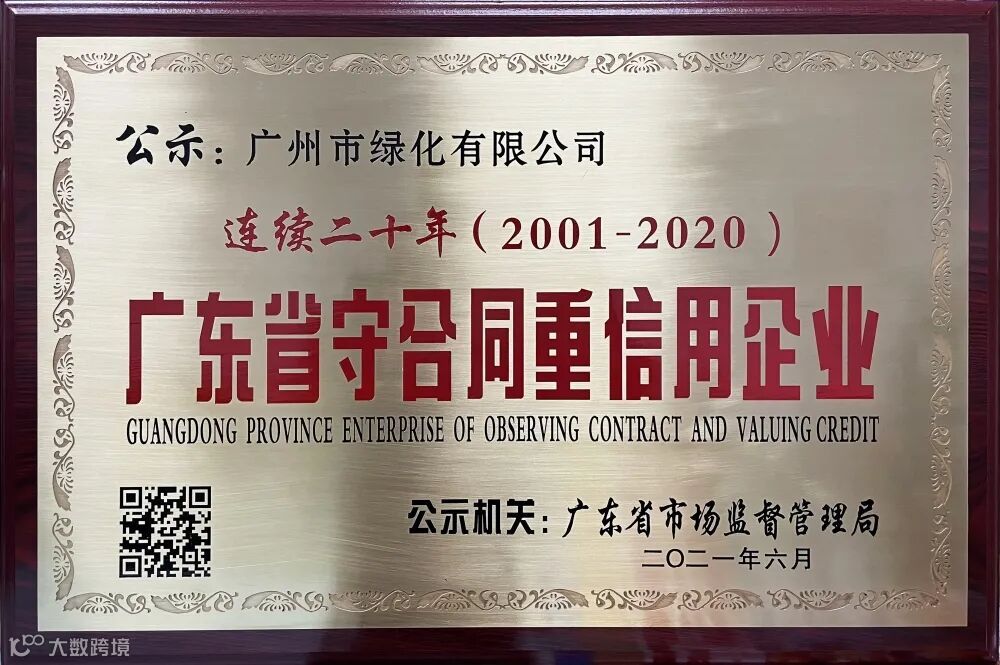 公示：广州市绿化有限公司
连续二十年（2001-2020）
广东省守合同重信用企业
GUANGDONG PROVINCE ENTERPRISE OF OBSERVING CONTRACT AND VALUING CREDIT
公示机关：广东省市场监督管理局
二〇二一年六月
大数跨境